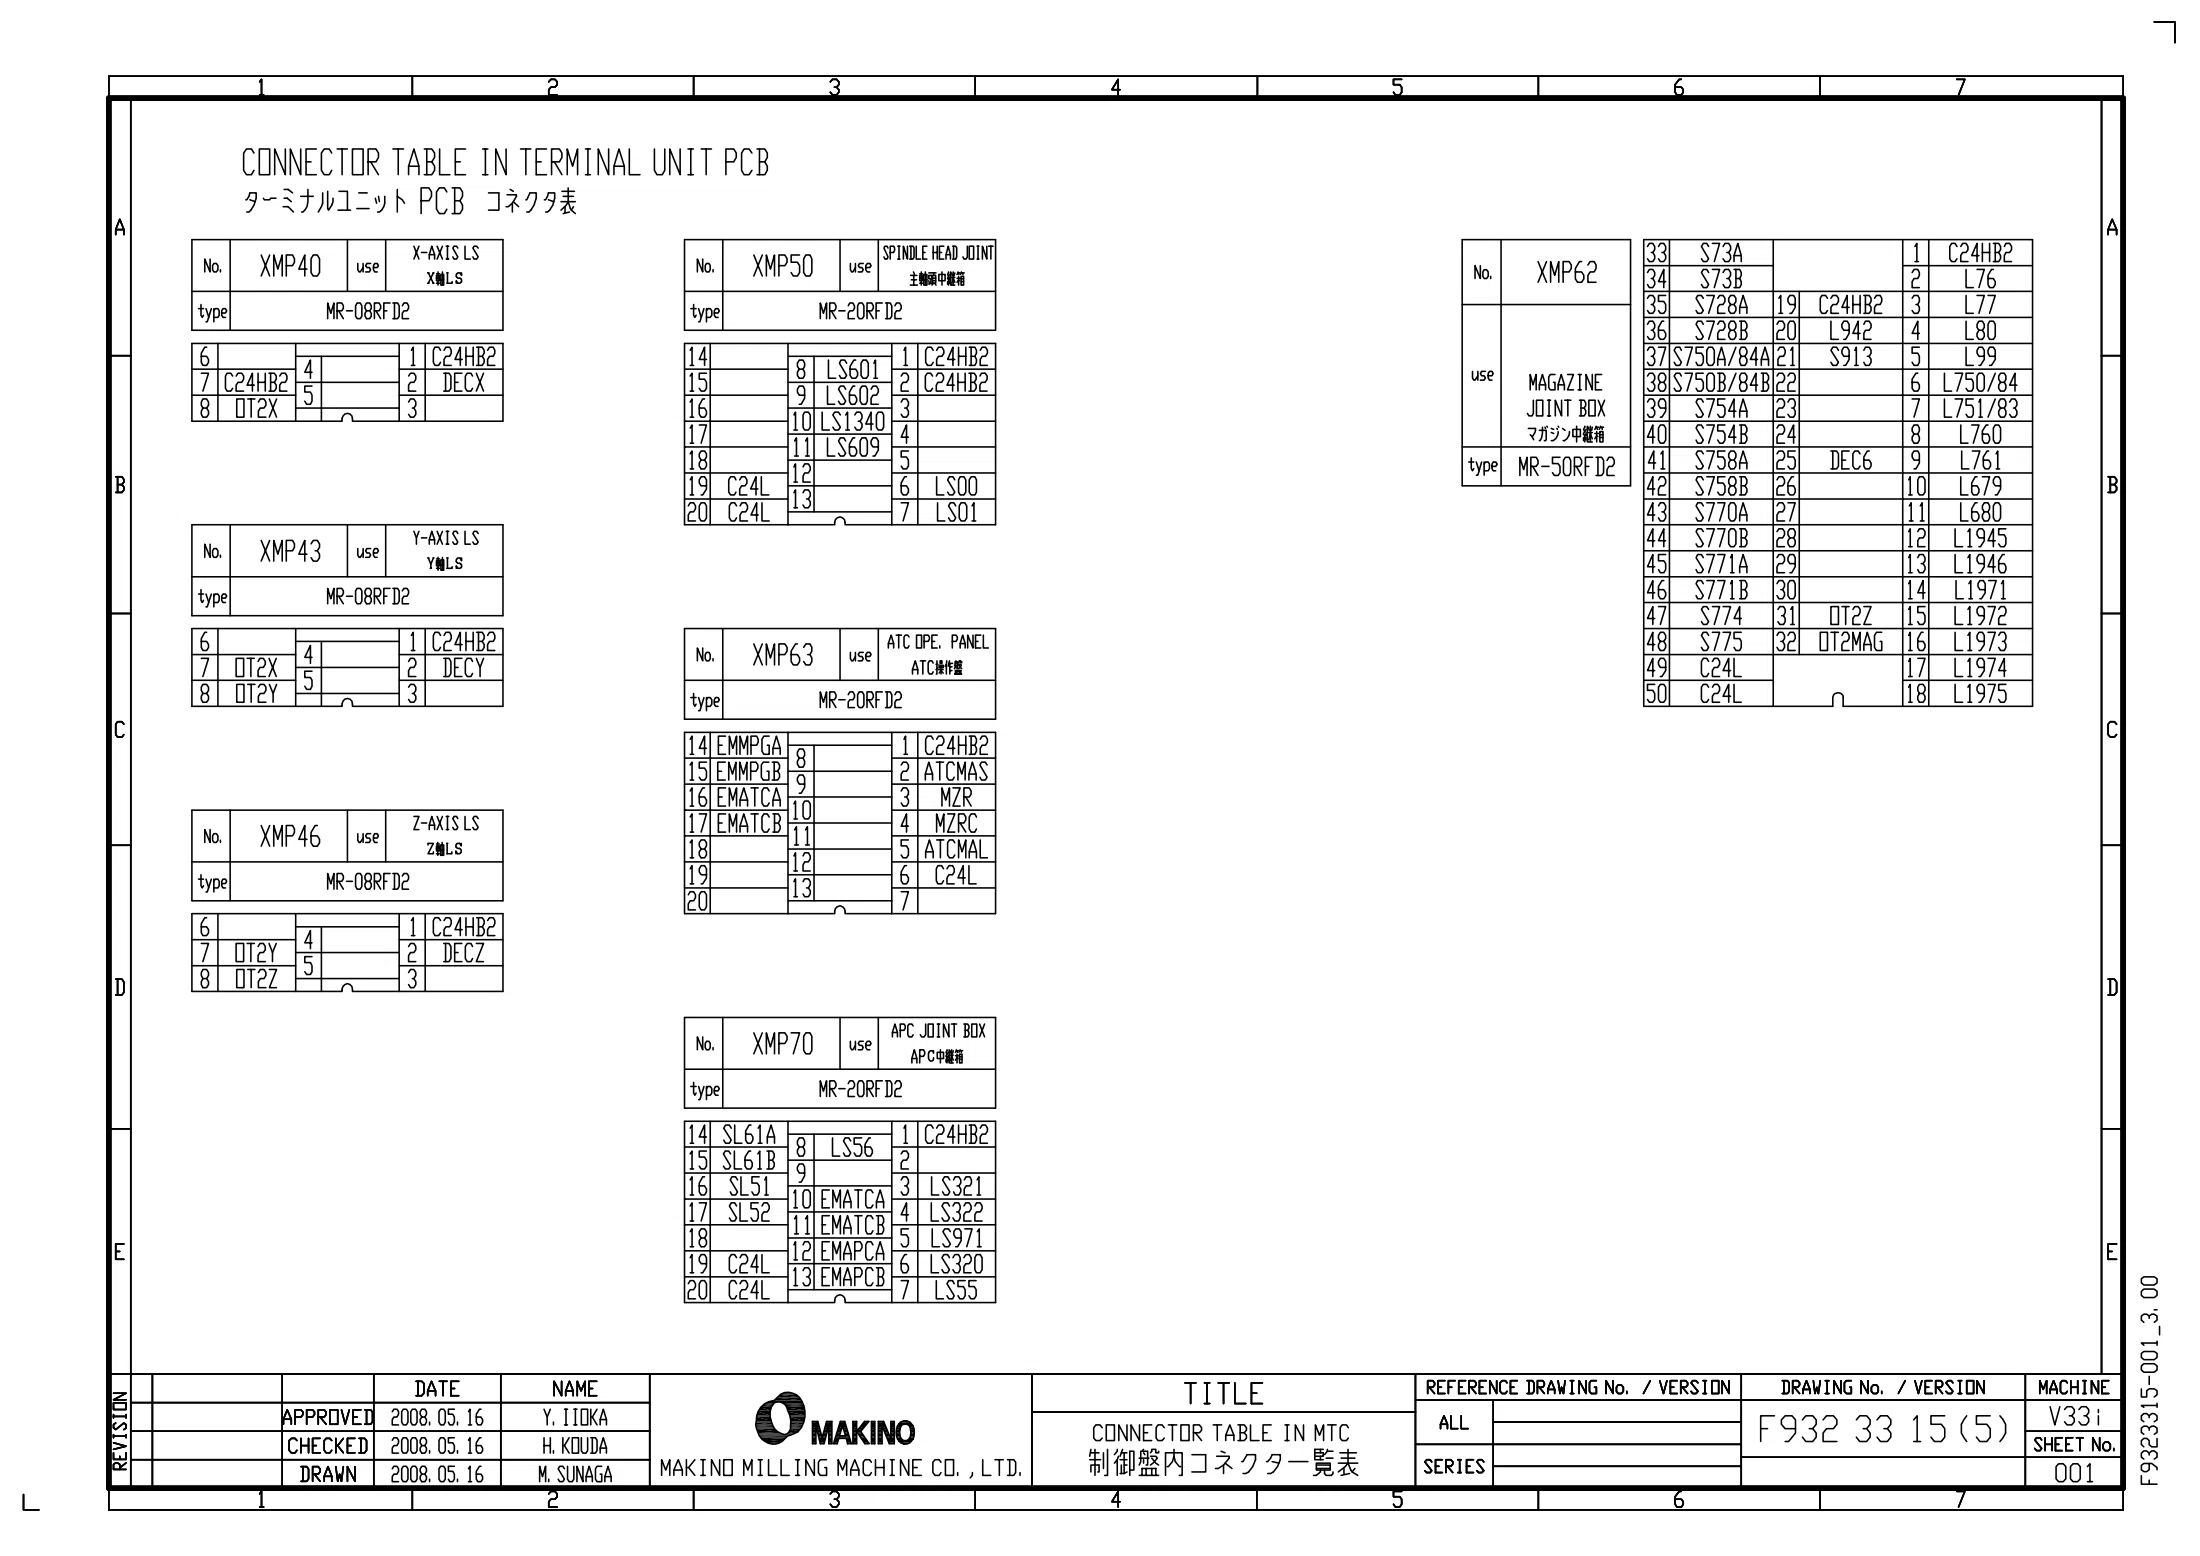 1 2 3 4 5 6 7
CONNECTOR TABLE IN TERMINAL UNIT PCB
ターミナルユニット PCB コネクタ表
A A
B B
C C
D D
E E
No. XMP40 use X-AXIS LS
X軸LS
type MR-08RFD2
6 1 C24HB2
4
7 C24HB2 2 DECX
5
8 OT2X 3
No. XMP43 use Y-AXIS LS
Y軸LS
type MR-08RFD2
6 1 C24HB2
4
7 OT2X 2 DECY
5
8 OT2Y 3
No. XMP46 use Z-AXIS LS
Z軸LS
type MR-08RFD2
6 1 C24HB2
4
7 OT2Y 2 DECZ
5
8 OT2Z 3
No. XMP50 use SPINDLE HEAD JOINT
主軸頭中継箱
type MR-20RFD2
14 1 C24HB2
8 LS601
15 2 C24HB2
9 LS602
16 3
10 LS1340
17 4
11 LS609
18 5
12
19 C24L 6 LS00
13
20 C24L 7 LS01
No. XMP63 use ATC OPE. PANEL
ATC操作盤
type MR-20RFD2
14 EMMPGA 1 C24HB2
8
15 EMMPGB 2 ATCMAS
9
16 EMATCA 3 MZR
10
17 EMATCB 4 MZRC
11
18 5 ATCMAL
12
19 6 C24L
13
20 7
No. XMP70 use APC JOINT BOX
APC中継箱
type MR-20RFD2
14 SL61A 1 C24HB2
8 LS56
15 SL61B 2
9
16 SL51 3 LS321
10 EMATCA
17 SL52 4 LS322
11 EMATCB
18 5 LS971
12 EMAPCA
19 C24L 6 LS320
13 EMAPCB
20 C24L 7 LS55
No. XMP62
use MAGAZINE
JOINT BOX
マガジン中継箱
type MR-50RFD2
33 S73A 1 C24HB2
34 S73B 2 L76
35 S728A 19 C24HB2 3 L77
36 S728B 20 L942 4 L80
37 S750A/84A 21 S913 5 L99
38 S750B/84B 22 6 L750/84
39 S754A 23 7 L751/83
40 S754B 24 8 L760
41 S758A 25 DEC6 9 L761
42 S758B 26 10 L679
43 S770A 27 11 L680
44 S770B 28 12 L1945
45 S771A 29 13 L1946
46 S771B 30 14 L1971
47 S774 31 OT2Z 15 L1972
48 S775 32 OT2MAG 16 L1973
49 C24L 17 L1974
50 C24L 18 L1975
REVISION
DATE NAME
APPROVED 2008. 05. 16 Y. IIOKA
CHECKED 2008. 05. 16 H. KOUDA
DRAWN 2008. 05. 16 M. SUNAGA
MAKINO
MAKINO MILLING MACHINE CO. , LTD.
TITLE
CONNECTOR TABLE IN MTC
制御盤内コネクター覧表
REFERENCE DRAWING No. / VERSION
ALL
SERIES
DRAWING No. / VERSION
F932 33 15 (5)
MACHINE
V33i
SHEET No.
001
1 2 3 4 5 6 7
F9323315-001_3. 00